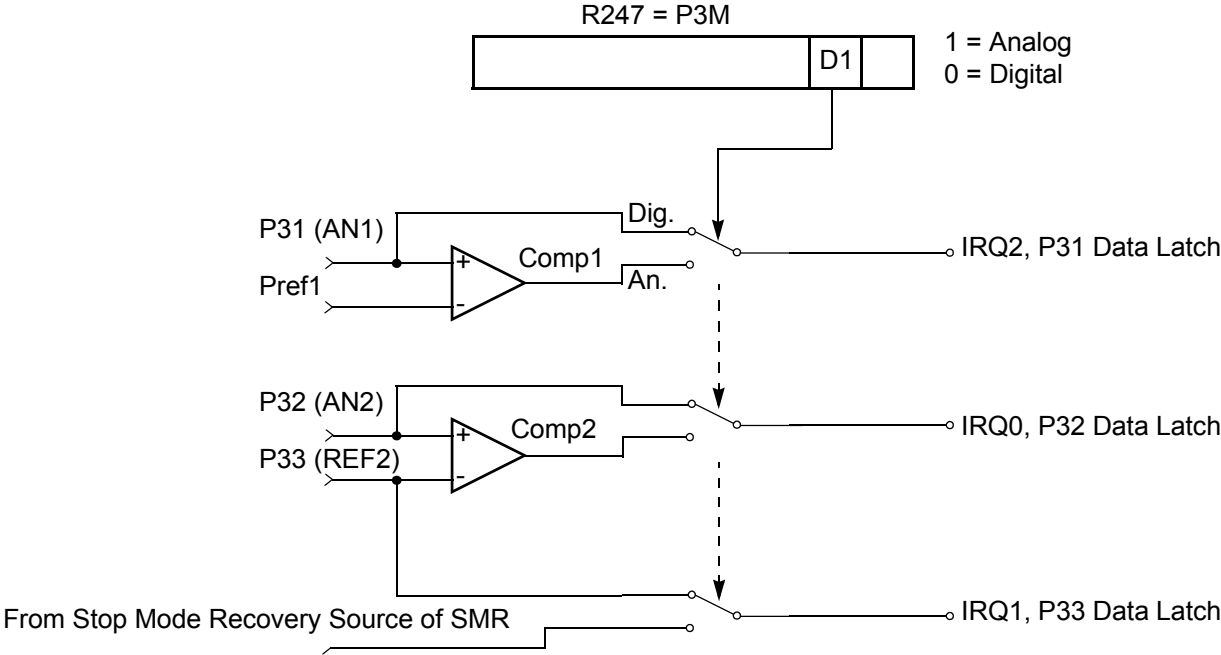 R247 = P3M
D1
1 = Analog
0 = Digital
Dig.
P31 (AN1)
IRQ2, P31 Data Latch
+
Comp1
Pref1
An.
-
P32 (AN2)
IRQ0, P32 Data Latch
+
Comp2
P33 (REF2)
-
From Stop Mode Recovery Source of SMR
IRQ1, P33 Data Latch